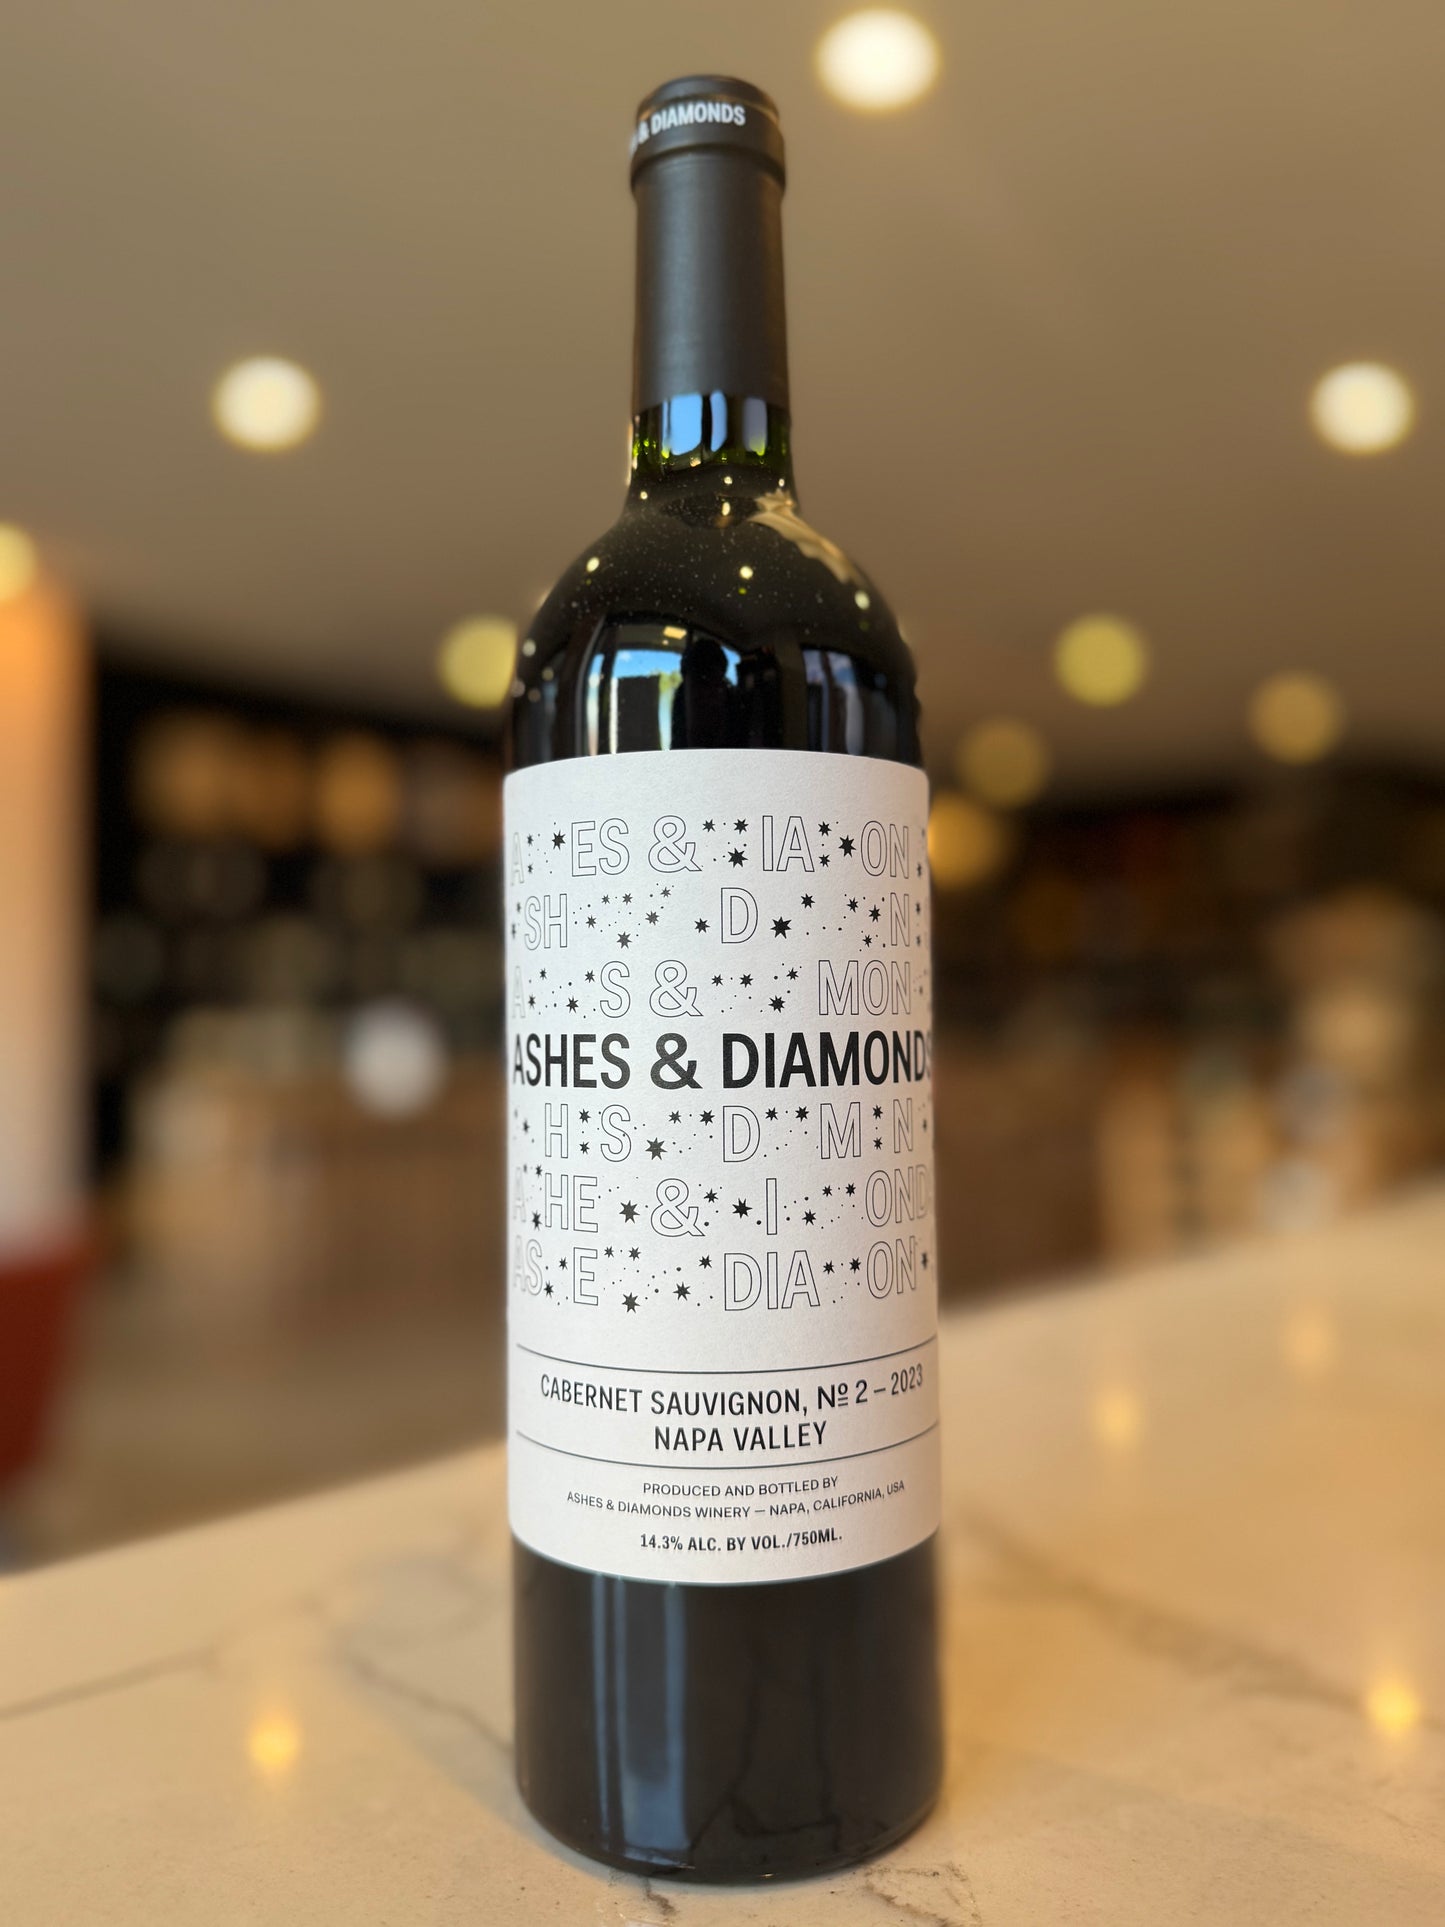 & DIAMONDS
A ES & IA ON
SH D N
A S & MON
ASHES & DIAMONDS
H S D M N
A HE & I OND
AS E DIA ON
CABERNET SAUVIGNON, Nº 2 – 2023
NAPA VALLEY
PRODUCED AND BOTTLED BY
ASHES & DIAMONDS WINERY — NAPA, CALIFORNIA, USA
14.3% ALC. BY VOL./750ML.